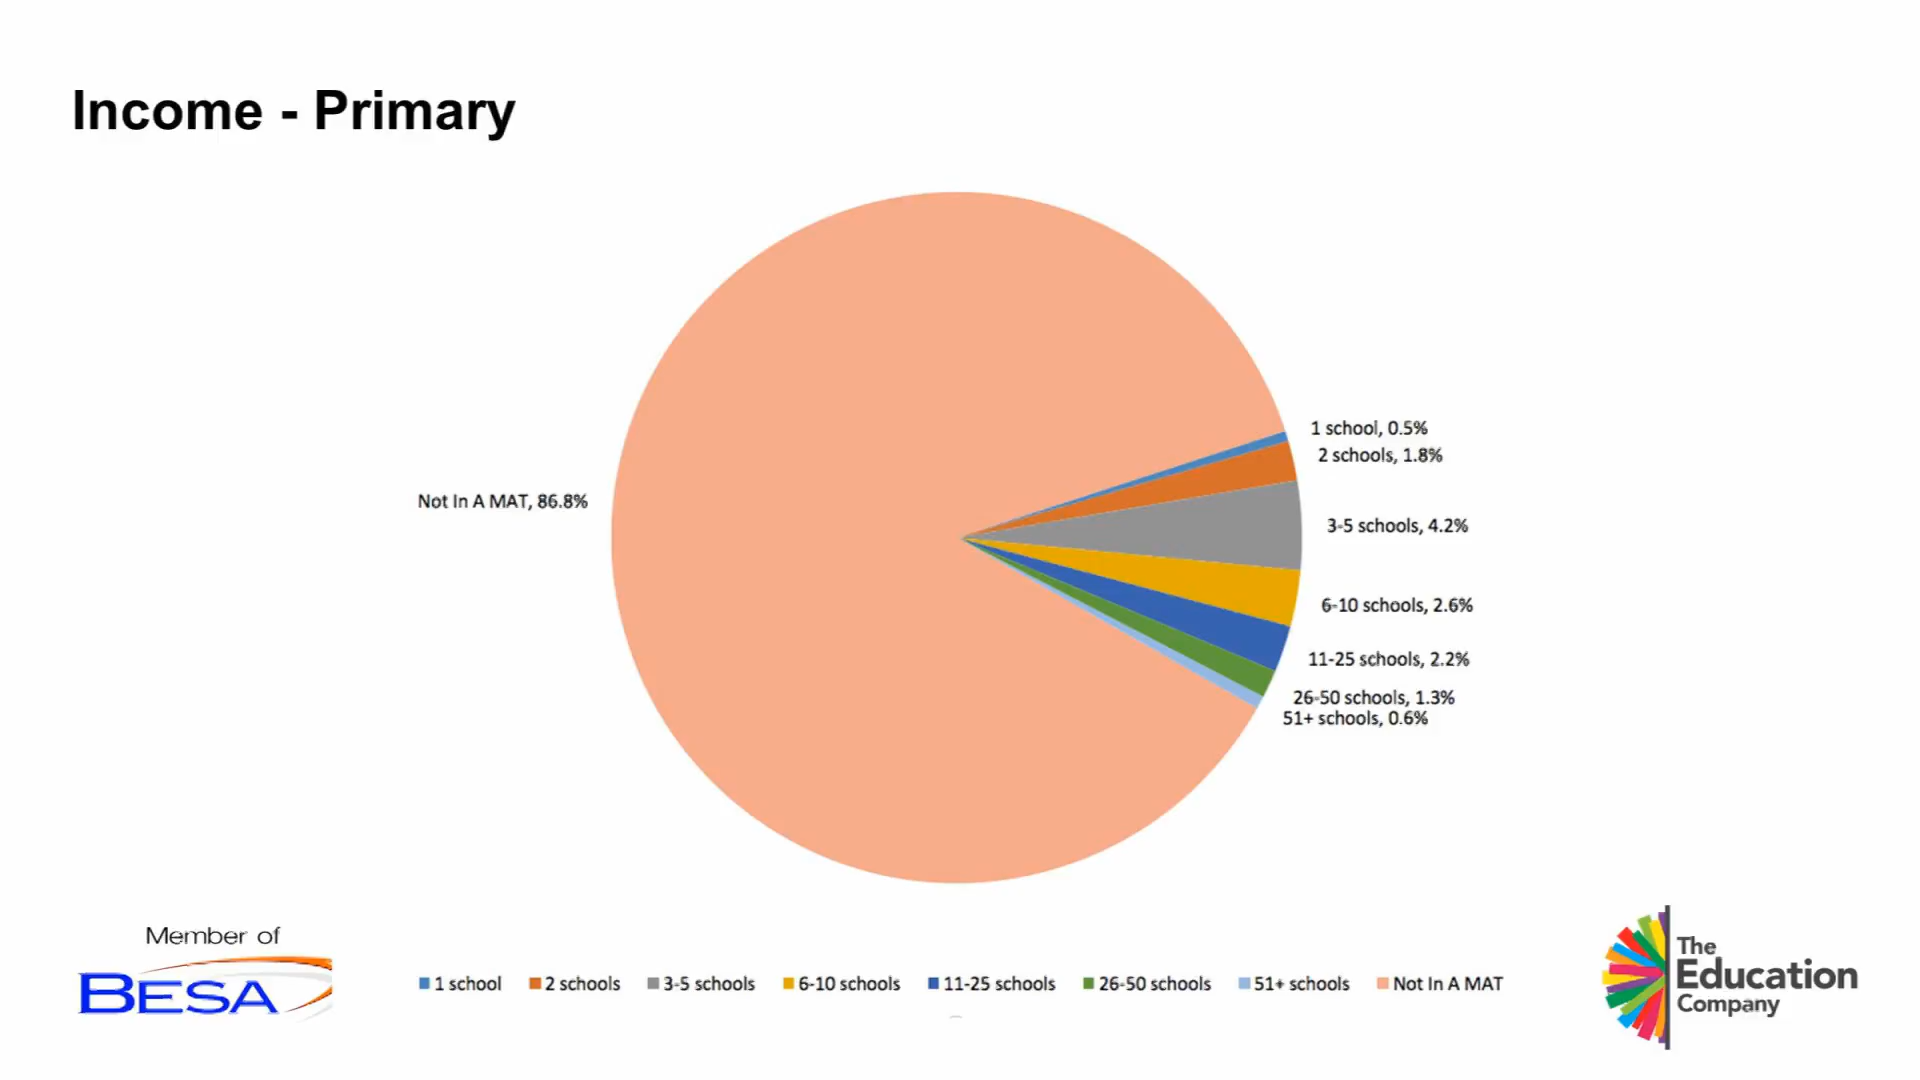 Income - Primary
1 school, 0.5%
2 schools, 1.8%
Not In A MAT, 86.8%
3-5 schools, 4.2%
6-10 schools, 2.6%
11-25 schools, 2.2%
26-50 schools, 1.3%
51+ schools, 0.6%
Member of
BESA
1 school 2 schools 3-5 schools 6-10 schools 11-25 schools 26-50 schools 51+ schools Not In A MAT
The
Education
Company